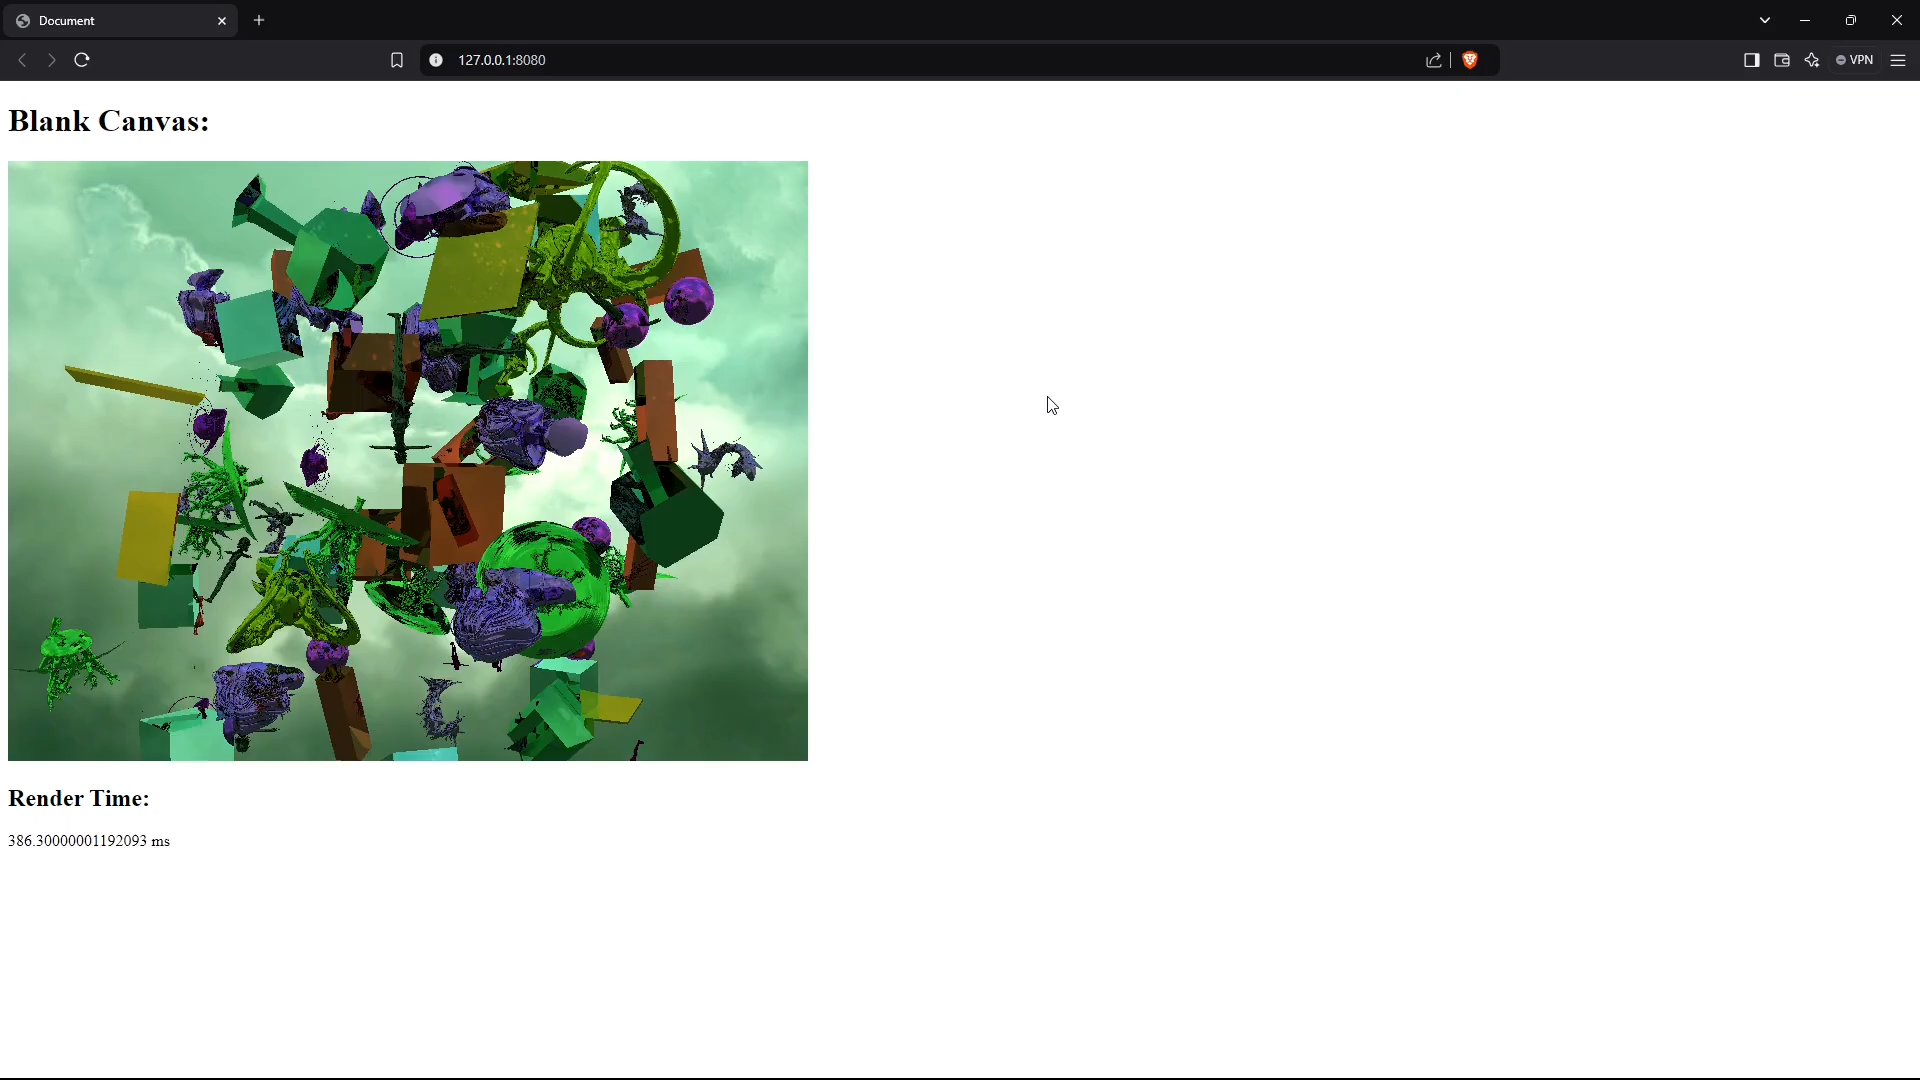 Document
127.0.0.1:8080
VPN
Blank Canvas:
Render Time:
386.30000001192093 ms